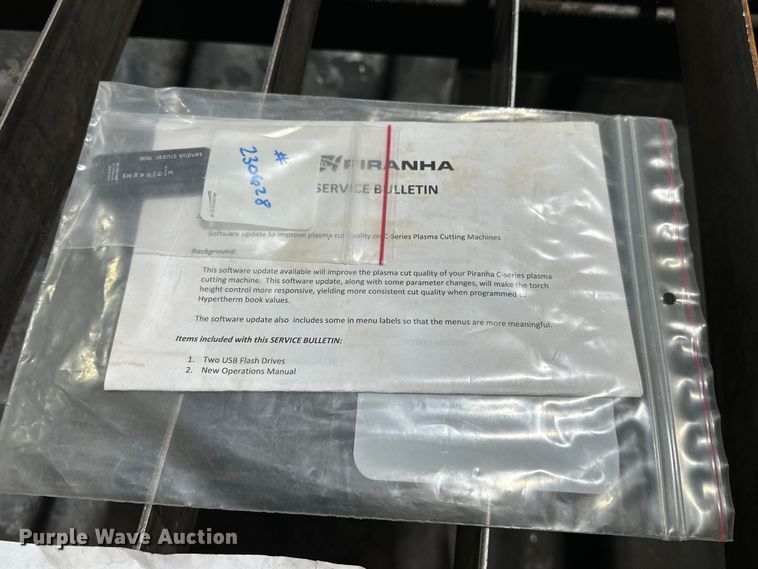 PIRANHA
SERVICE BULLETIN
#
230628
sandisk cruzer 16GB
Software update to improve plasma cut quality on C-Series Plasma Cutting Machines
Background:
This software update available will improve the plasma cut quality of your Piranha C-series plasma
cutting machine. This software update, along with some parameter changes, will make the torch
height control more responsive, yielding more consistent cut quality when programmed to
Hypertherm book values.
The software update also includes some in menu labels so that the menus are more meaningful.
Items included with this SERVICE BULLETIN:
1. Two USB Flash Drives
2. New Operations Manual
Purple Wave Auction